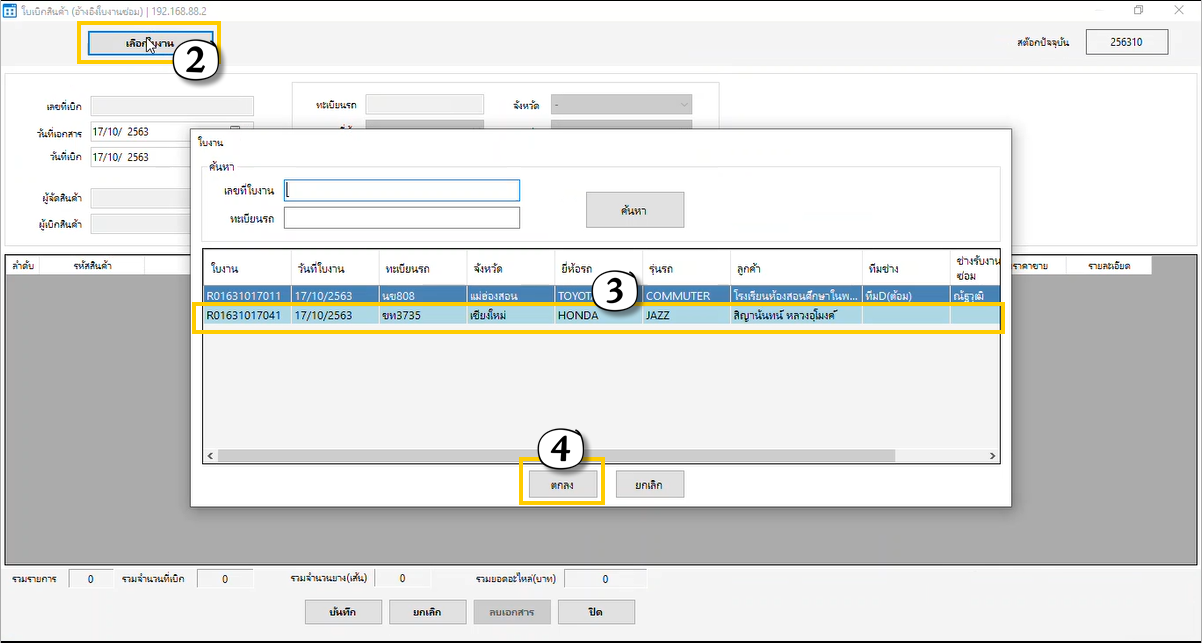 ใบเบิกสินค้า (อ้างอิงใบงานซ่อม) | 192.168.88.2
เลือกใบงาน
2
สต๊อกปัจจุบัน 256310
เลขที่เบิก
ทะเบียนรถ
จังหวัด -
วันที่เอกสาร 17/10/ 2563
วันที่เบิก 17/10/ 2563
ผู้จัดสินค้า
ผู้เบิกสินค้า
ใบงาน
ค้นหา
เลขที่ใบงาน
ทะเบียนรถ
ค้นหา
ลำดับ รหัสสินค้า ราคาขาย รายละเอียด
ใบงาน วันที่ใบงาน ทะเบียนรถ จังหวัด ยี่ห้อรถ รุ่นรถ ลูกค้า ทีมช่าง ช่างรับงานซ่อม
R01631017011 17/10/2563 นข808 แม่ฮ่องสอน TOYOT COMMUTER โรงเรียนห้องสอนศึกษาในพ... ทีมD(ต้อม) ณัฐวุฒิ
3
R01631017041 17/10/2563 ขท3735 เชียงใหม่ HONDA JAZZ สิญานันทน์ หลวงอุโมงค์
4
ตกลง ยกเลิก
รวมรายการ 0 รวมจำนวนที่เบิก 0 รวมจำนวนยาง(เส้น) 0 รวมยอดอะไหล่(บาท) 0
บันทึก ยกเลิก ลบเอกสาร ปิด